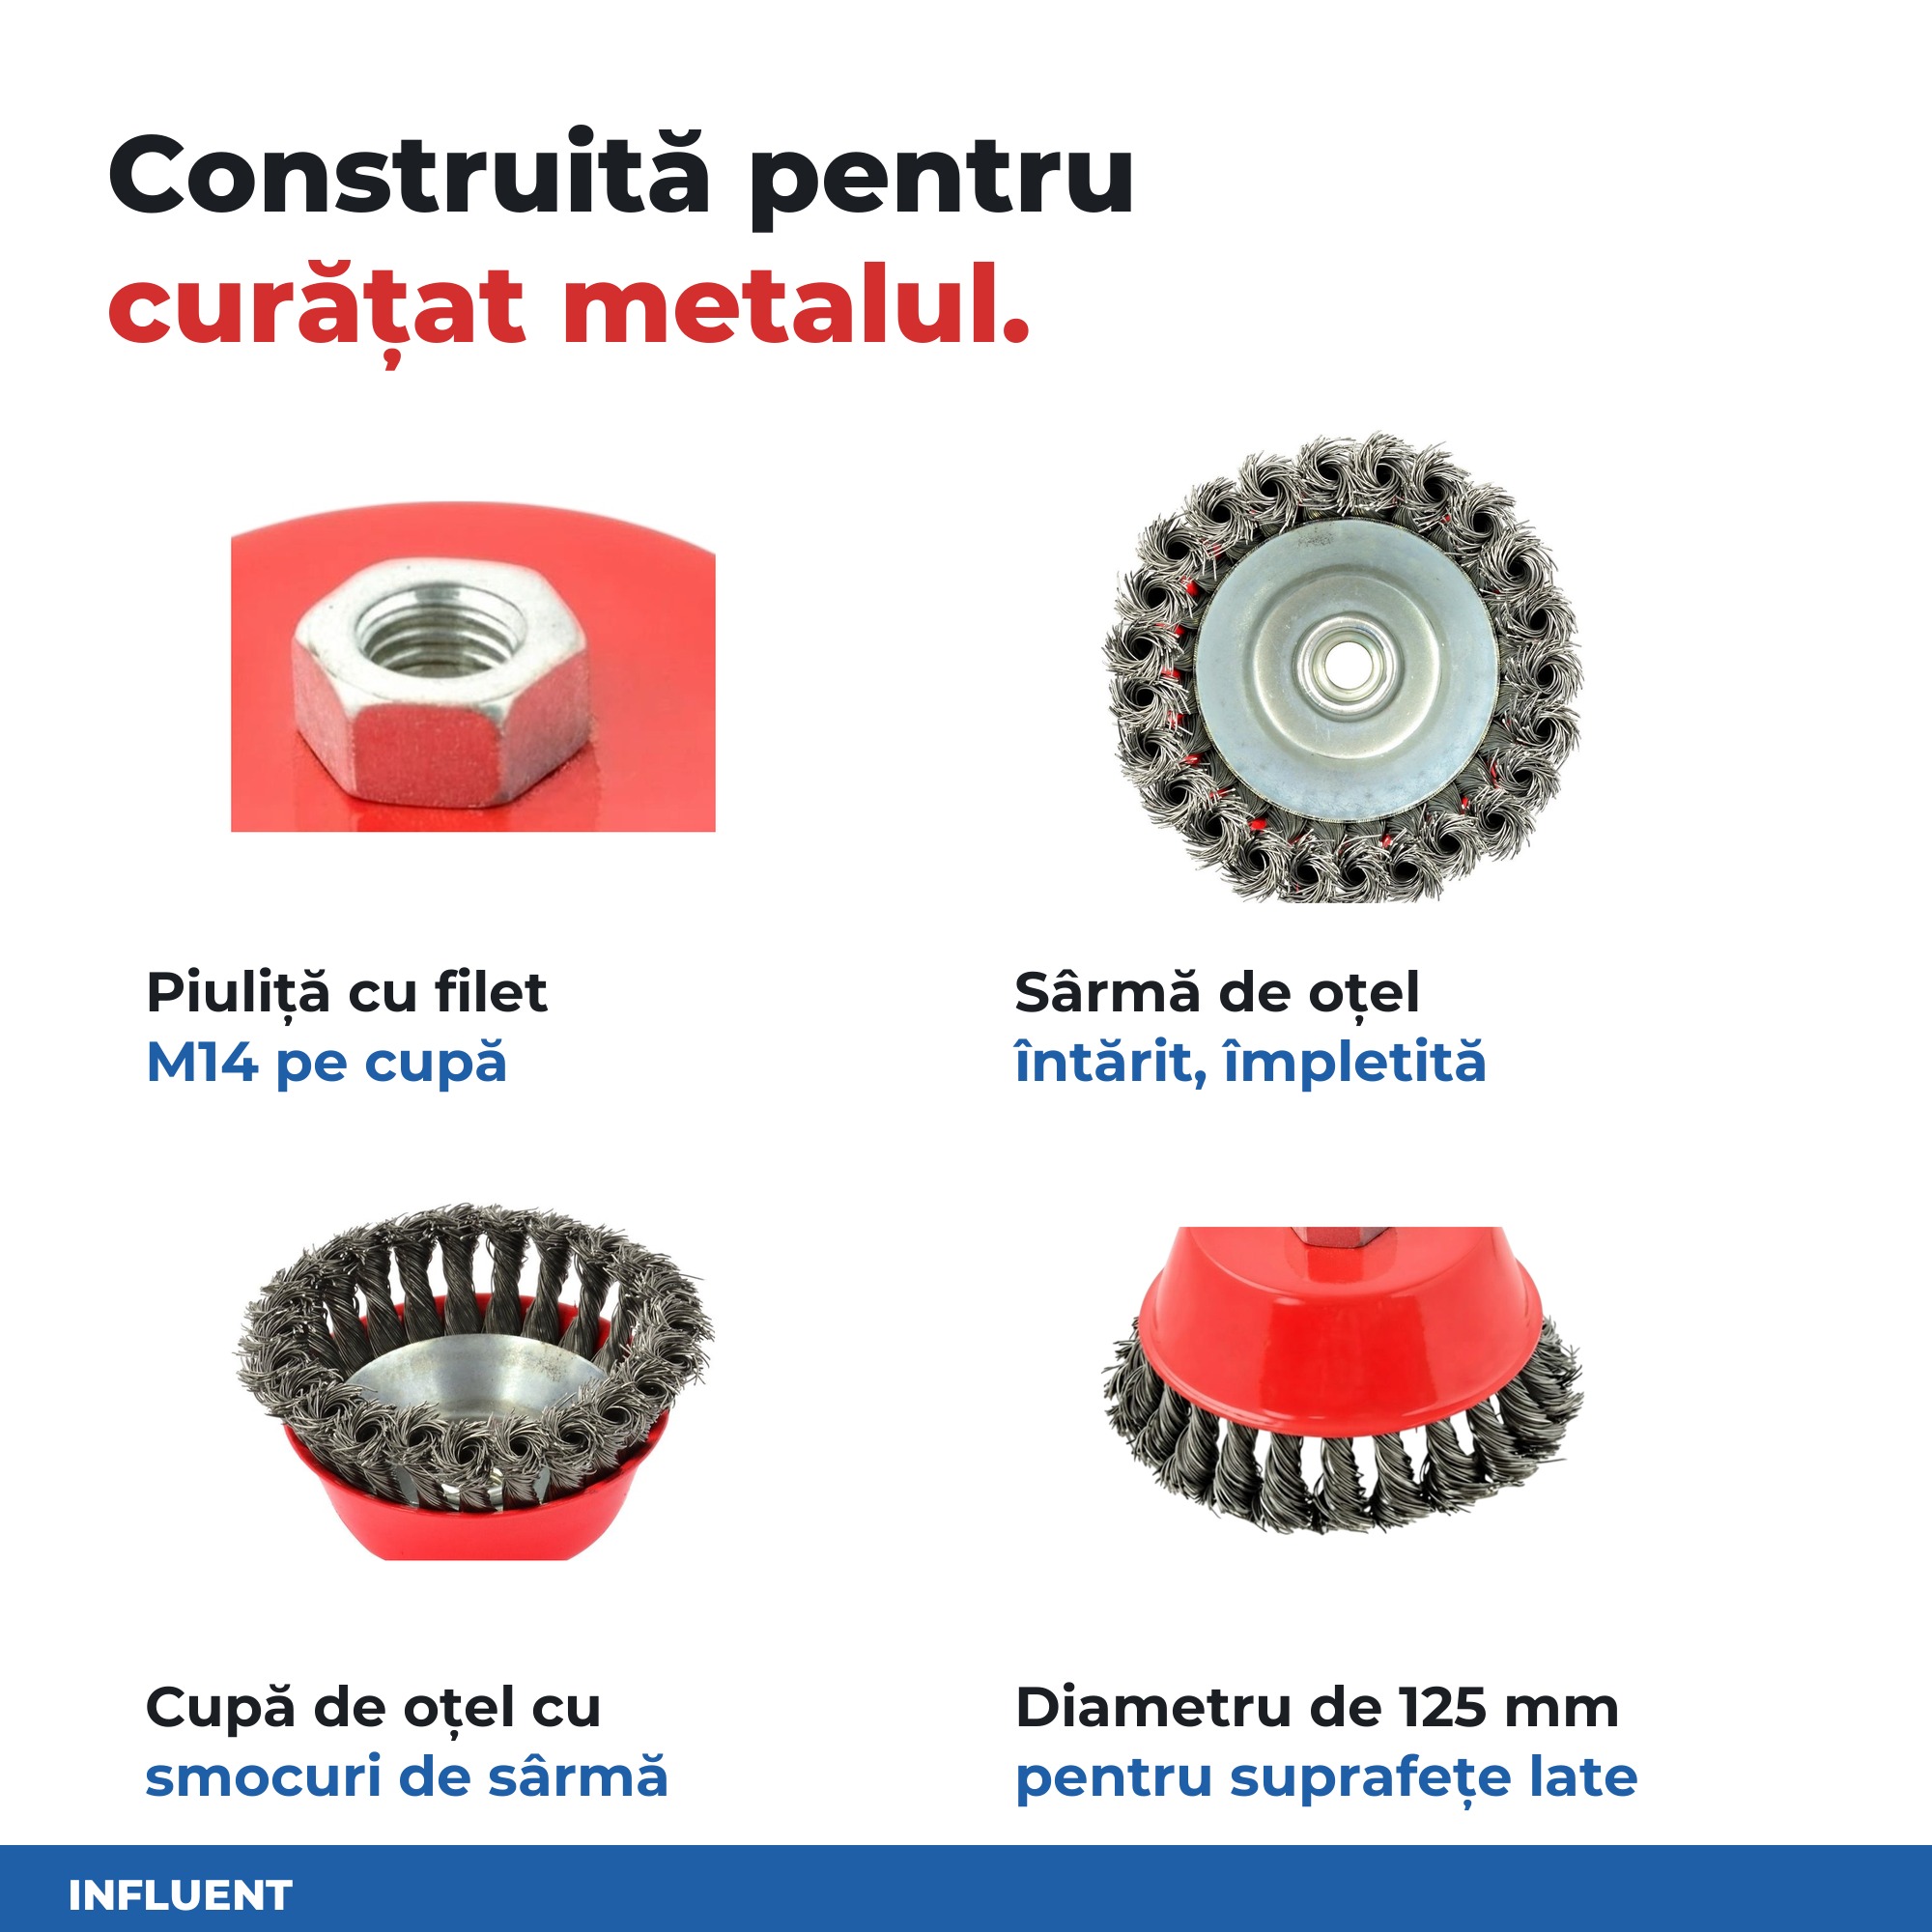 Construită pentru
curățat metalul.
Piuliță cu filet
M14 pe cupă
Sârmă de oțel
întărit, împletită
Cupă de oțel cu
smocuri de sârmă
Diametru de 125 mm
pentru suprafețe late
INFLUENT